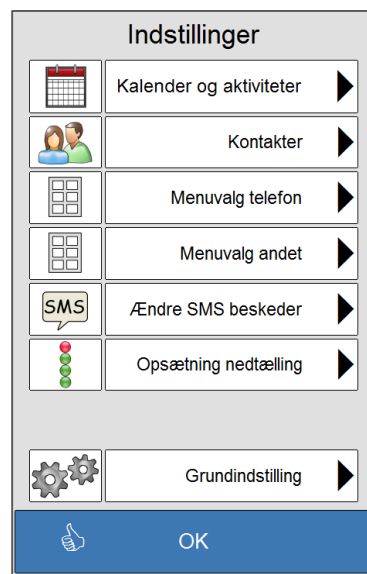 Indstillinger
Kalender og aktiviteter
Kontakter
Menuvalg telefon
Menuvalg andet
SMS Ændre SMS beskeder
Opsætning nedtælling
Grundindstilling
OK